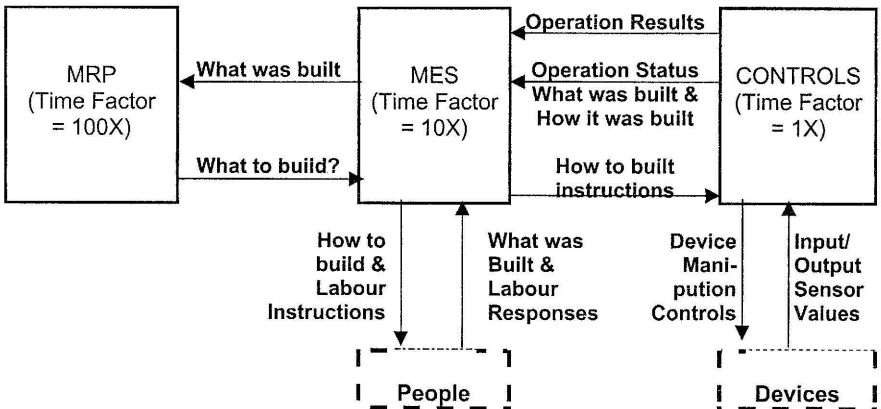 MRP
(Time Factor
= 100X)
What was built
What to build?
MES
(Time Factor
= 10X)
Operation Results
Operation Status
What was built &
How it was built
How to built
instructions
CONTROLS
(Time Factor
= 1X)
How to
build &
Labour
Instructions
What was
Built &
Labour
Responses
Device
Mani-
pution
Controls
Input/
Output
Sensor
Values
People
Devices